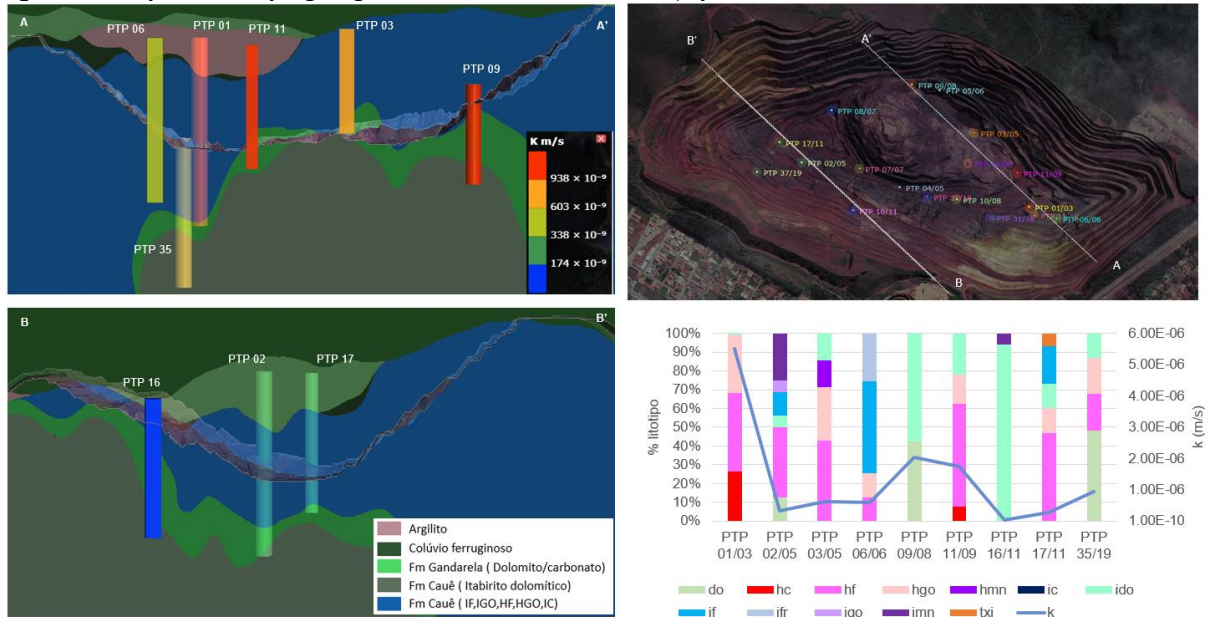 A
A'
PTP 06
PTP 01
PTP 11
PTP 03
PTP 09
PTP 35
K m/s
938 × 10⁻⁹
603 × 10⁻⁹
338 × 10⁻⁹
174 × 10⁻⁹
B
B'
PTP 16
PTP 02
PTP 17
Argilito
Colúvio ferruginoso
Fm Gandarela ( Dolomito/carbonato)
Fm Cauê ( Itabirito dolomítico)
Fm Cauê ( IF,IGO,HF,HGO,IC)
B'
A'
PTP 09/08
PTP 05/06
PTP 08/07
PTP 03/05
PTP 17/11
PTP 02/05
PTP 37/19
PTP 07/07
PTP 11/09
PTP 04/05
PTP 10/08
PTP 16/11
PTP 01/03
PTP 31/18
PTP 06/06
A
B
% litotipo
100%
90%
80%
70%
60%
50%
40%
30%
20%
10%
0%
6.00E-06
5.00E-06
4.00E-06
3.00E-06
2.00E-06
1.00E-06
1.00E-10
k (m/s)
PTP PTP PTP PTP PTP PTP PTP PTP PTP
01/03 02/05 03/05 06/06 09/08 11/09 16/11 17/11 35/19
do hc hf hgo hmn ic ido
if ifr igo imn txi k